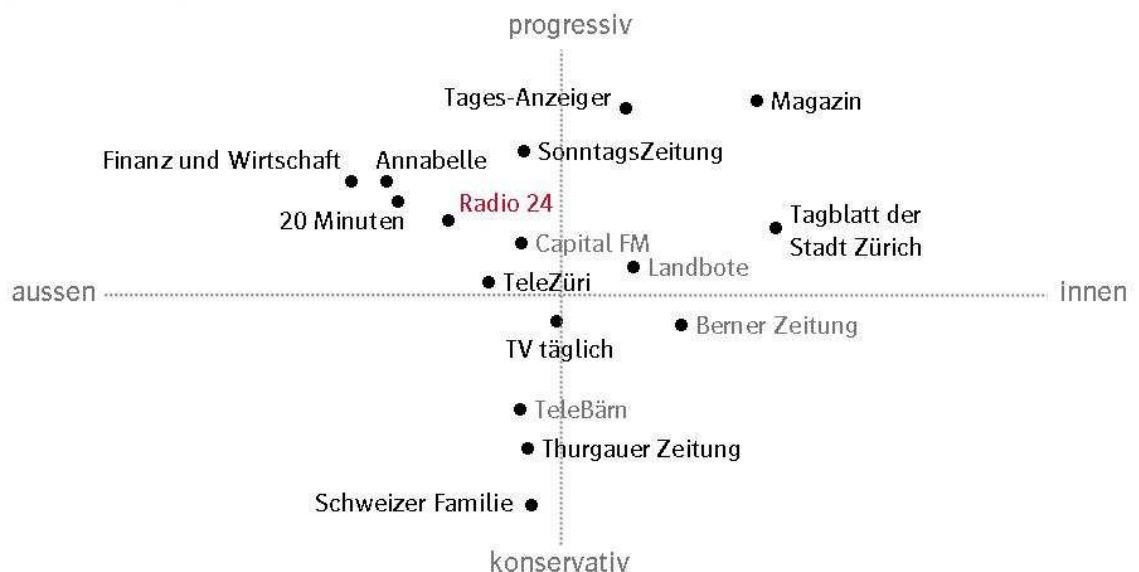 progressiv
Tages-Anzeiger
Magazin
SonntagsZeitung
Finanz und Wirtschaft
Annabelle
Radio 24
20 Minuten
Tagblatt der
Stadt Zürich
Capital FM
Landbote
TeleZüri
aussen
innen
Berner Zeitung
TV täglich
TeleBärn
Thurgauer Zeitung
Schweizer Familie
konservativ